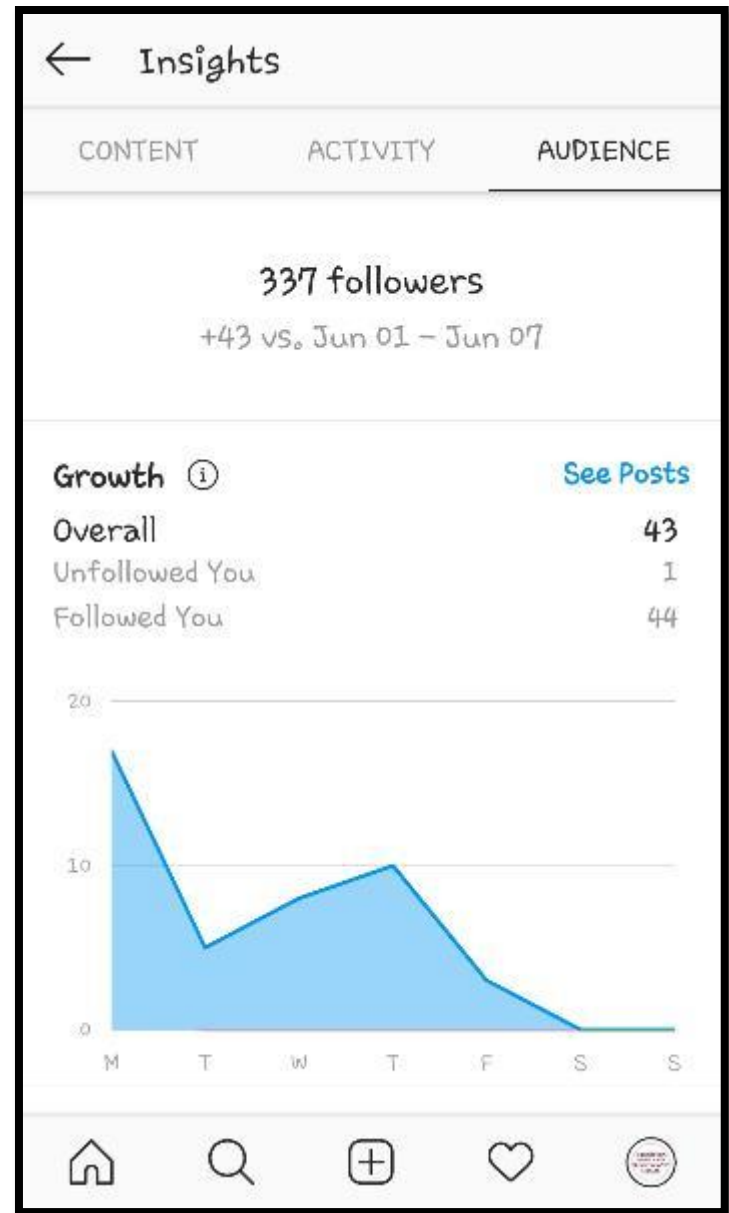 Insights
CONTENT ACTIVITY AUDIENCE
337 followers
+43 vs. Jun 01 – Jun 07
Growth See Posts
Overall 43
Unfollowed You 1
Followed You 44
20
10
0
M T W T F S S